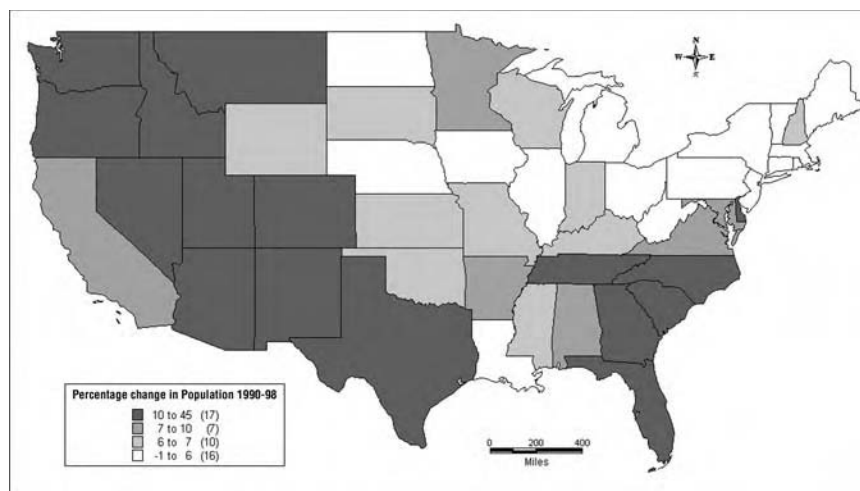 N
W E
S
Percentage change in Population 1990-98
10 to 45 (17)
7 to 10 (7)
6 to 7 (10)
-1 to 6 (16)
0 200 400
Miles